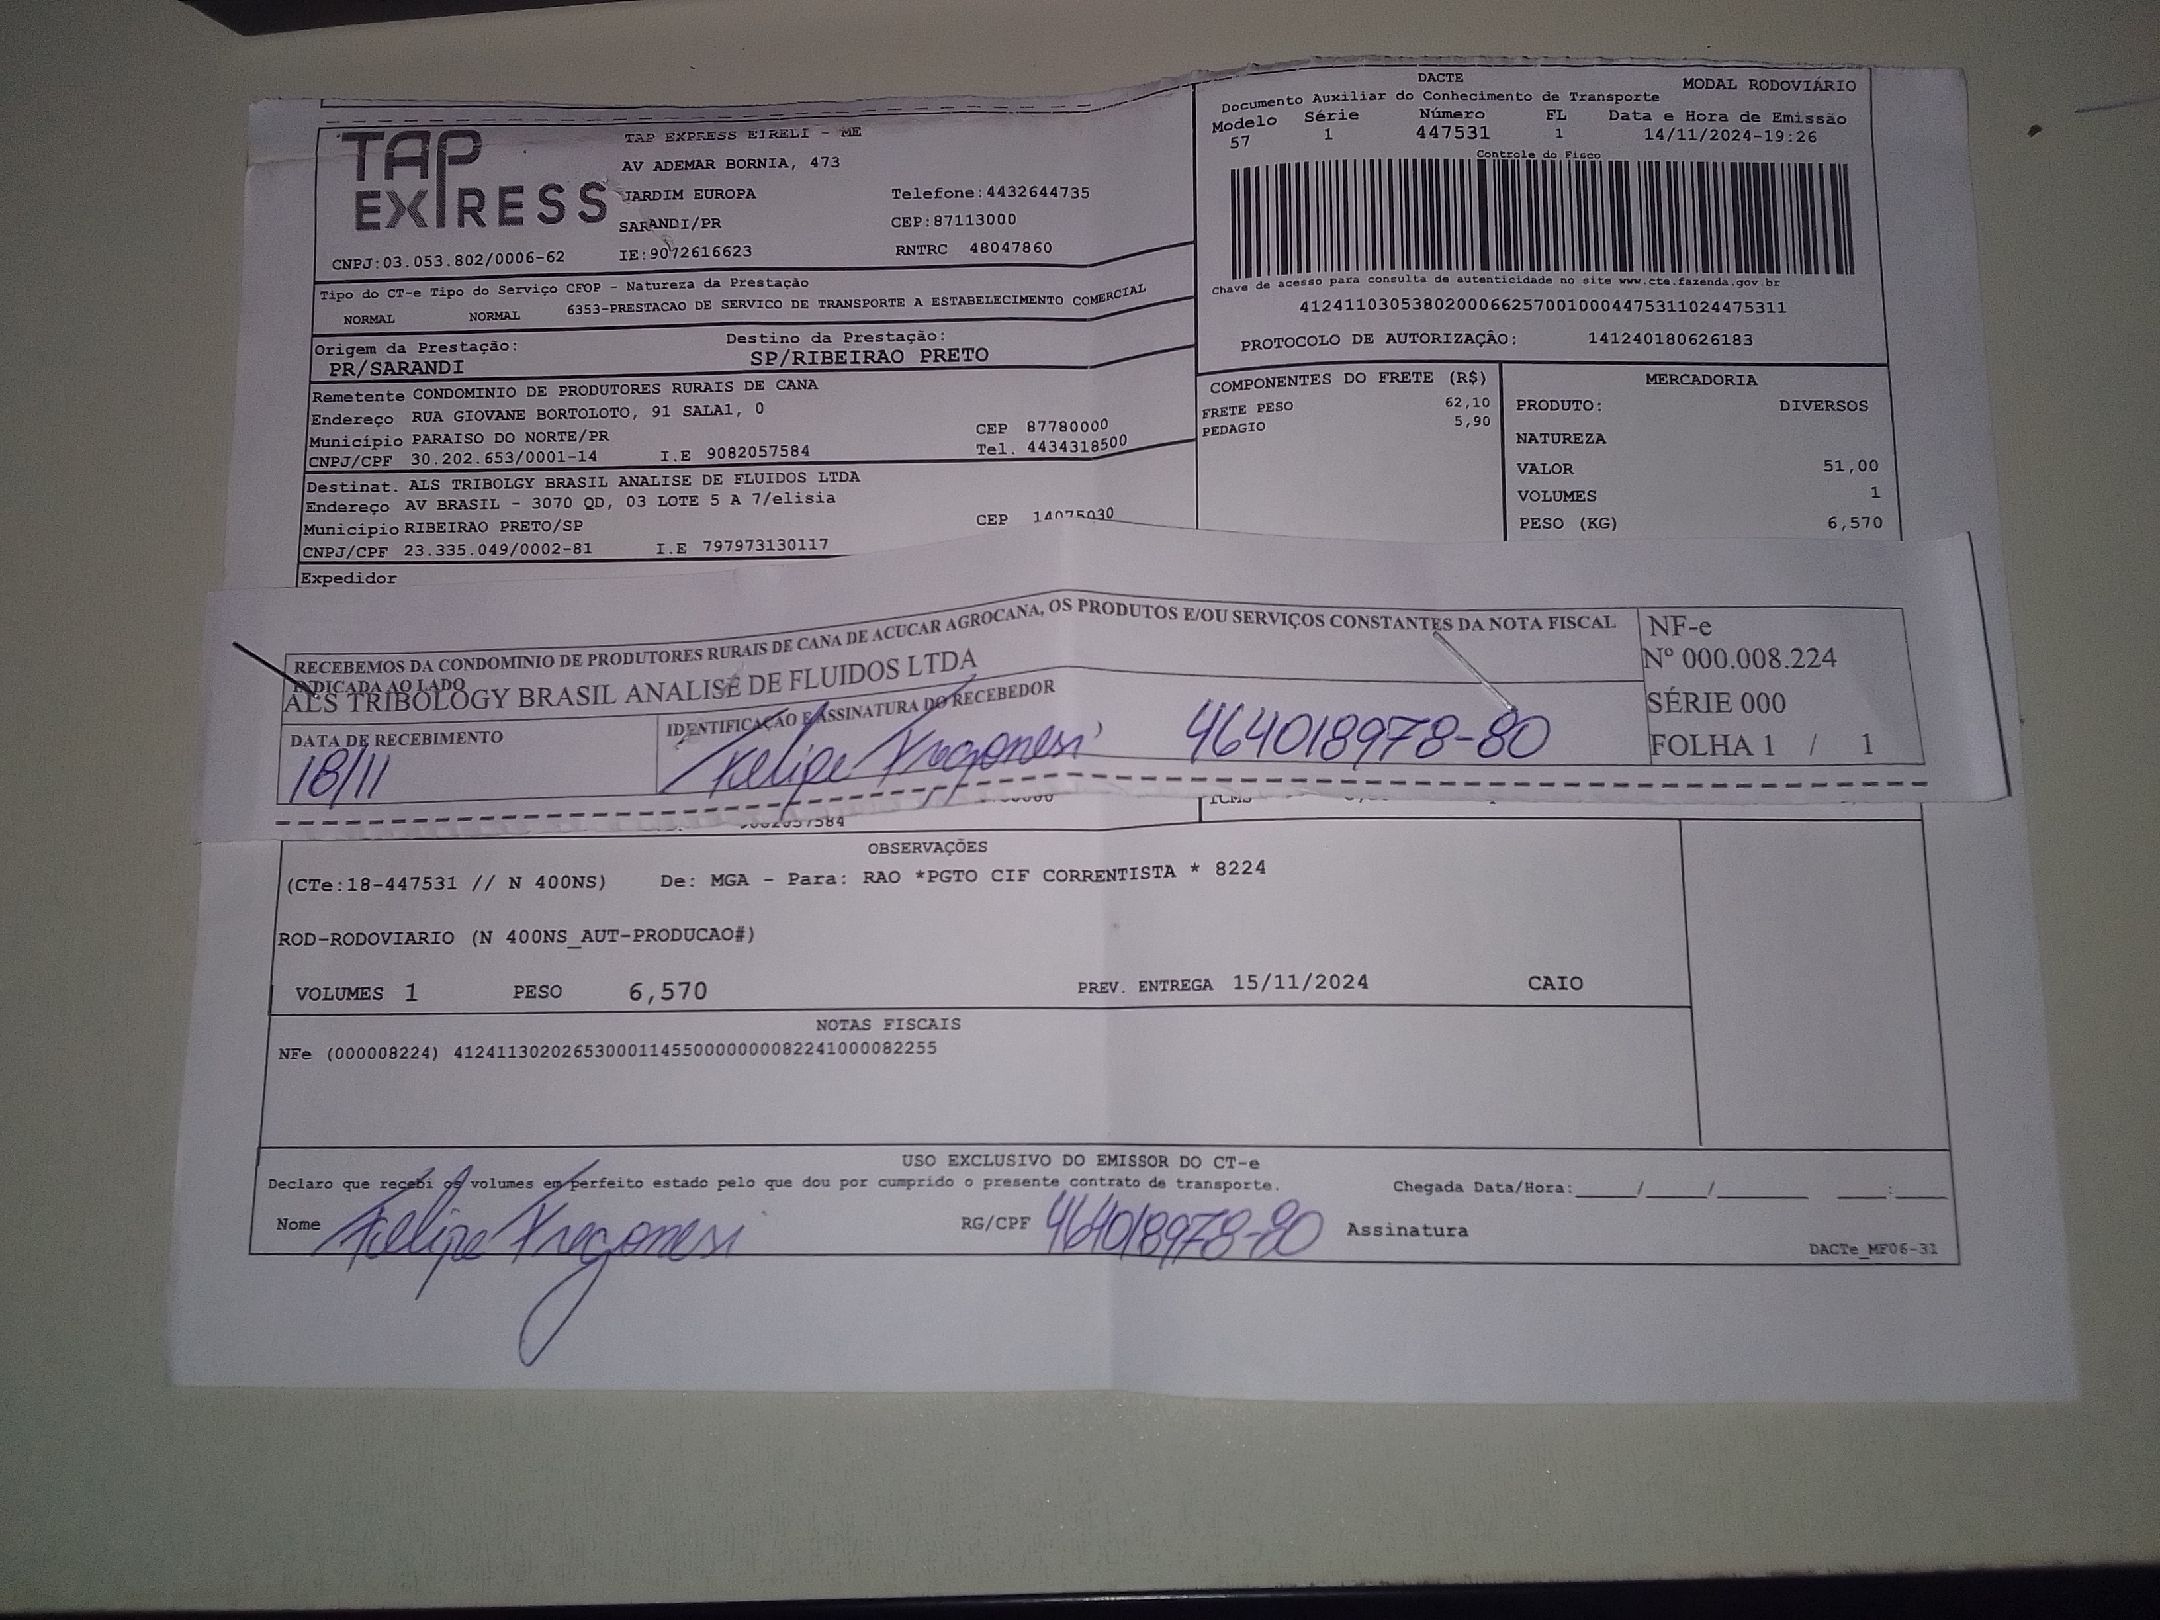 DACTE
MODAL RODOVIÁRIO
Documento Auxiliar do Conhecimento de Transporte
Modelo Série Número FL Data e Hora de Emissão
57 1 447531 1 14/11/2024-19:26
Controle do Fisco
TAP EXPRESS
TAP EXPRESS EIRELI - ME
AV ADEMAR BORNIA, 473
JARDIM EUROPA Telefone:4432644735
SARANDI/PR CEP:87113000
CNPJ:03.053.802/0006-62 IE:9072616623 RNTRC 48047860
Chave de acesso para consulta de autenticidade no site www.cte.fazenda.gov.br
41241103053802000662570010004475311024475311
PROTOCOLO DE AUTORIZAÇÃO: 141240180626183
Tipo do CT-e Tipo do Serviço CFOP - Natureza da Prestação
NORMAL NORMAL 6353-PRESTACAO DE SERVICO DE TRANSPORTE A ESTABELECIMENTO COMERCIAL
Origem da Prestação: Destino da Prestação:
PR/SARANDI SP/RIBEIRAO PRETO
Remetente CONDOMINIO DE PRODUTORES RURAIS DE CANA
Endereço RUA GIOVANE BORTOLOTO, 91 SALA1, 0
Município PARAISO DO NORTE/PR CEP 87780000
CNPJ/CPF 30.202.653/0001-14 I.E 9082057584 Tel. 4434318500
Destinat. ALS TRIBOLGY BRASIL ANALISE DE FLUIDOS LTDA
Endereço AV BRASIL - 3070 QD, 03 LOTE 5 A 7/elisia
Município RIBEIRAO PRETO/SP CEP 14075030
CNPJ/CPF 23.335.049/0002-81 I.E 797973130117
Expedidor
COMPONENTES DO FRETE (R$)
FRETE PESO 62,10
PEDAGIO 5,90
MERCADORIA
PRODUTO: DIVERSOS
NATUREZA
VALOR 51,00
VOLUMES 1
PESO (KG) 6,570
RECEBEMOS DA CONDOMINIO DE PRODUTORES RURAIS DE CANA DE ACUCAR AGROCANA, OS PRODUTOS E/OU SERVIÇOS CONSTANTES DA NOTA FISCAL
INDICADA AO LADO
ALS TRIBOLOGY BRASIL ANALISE DE FLUIDOS LTDA
DATA DE RECEBIMENTO IDENTIFICAÇÃO E ASSINATURA DO RECEBEDOR
18/11 Felipe Fregonesi 464018978-80
NF-e
Nº 000.008.224
SÉRIE 000
FOLHA 1 / 1
9082057584
ICMS
OBSERVAÇÕES
(CTe:18-447531 // N 400NS) De: MGA - Para: RAO *PGTO CIF CORRENTISTA * 8224
ROD-RODOVIARIO (N 400NS_AUT-PRODUCAO#)
VOLUMES 1 PESO 6,570 PREV. ENTREGA 15/11/2024 CAIO
NOTAS FISCAIS
NFe (000008224) 41241130202653000114550000000082241000082255
USO EXCLUSIVO DO EMISSOR DO CT-e
Declaro que recebi os volumes em perfeito estado pelo que dou por cumprido o presente contrato de transporte. Chegada Data/Hora:____/____/______ ___:____
Nome Felipe Fregonesi RG/CPF 464018978-80 Assinatura
DACTe_MF06-31